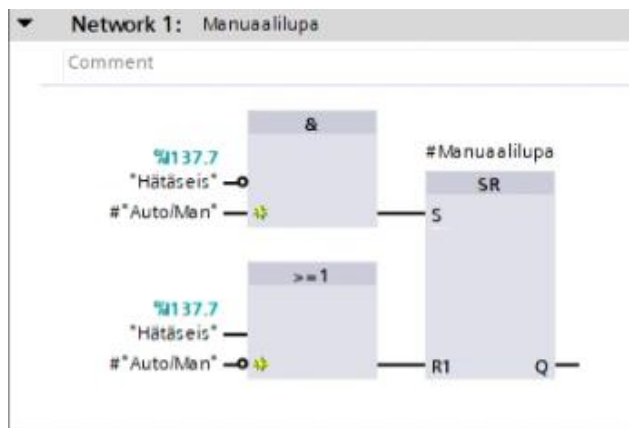 Network 1: Manuaalilupa
Comment
&
%I137.7
"Hätäseis"
#"Auto/Man"
#Manuaalilupa
SR
S
>=1
%I137.7
"Hätäseis"
#"Auto/Man"
R1 Q